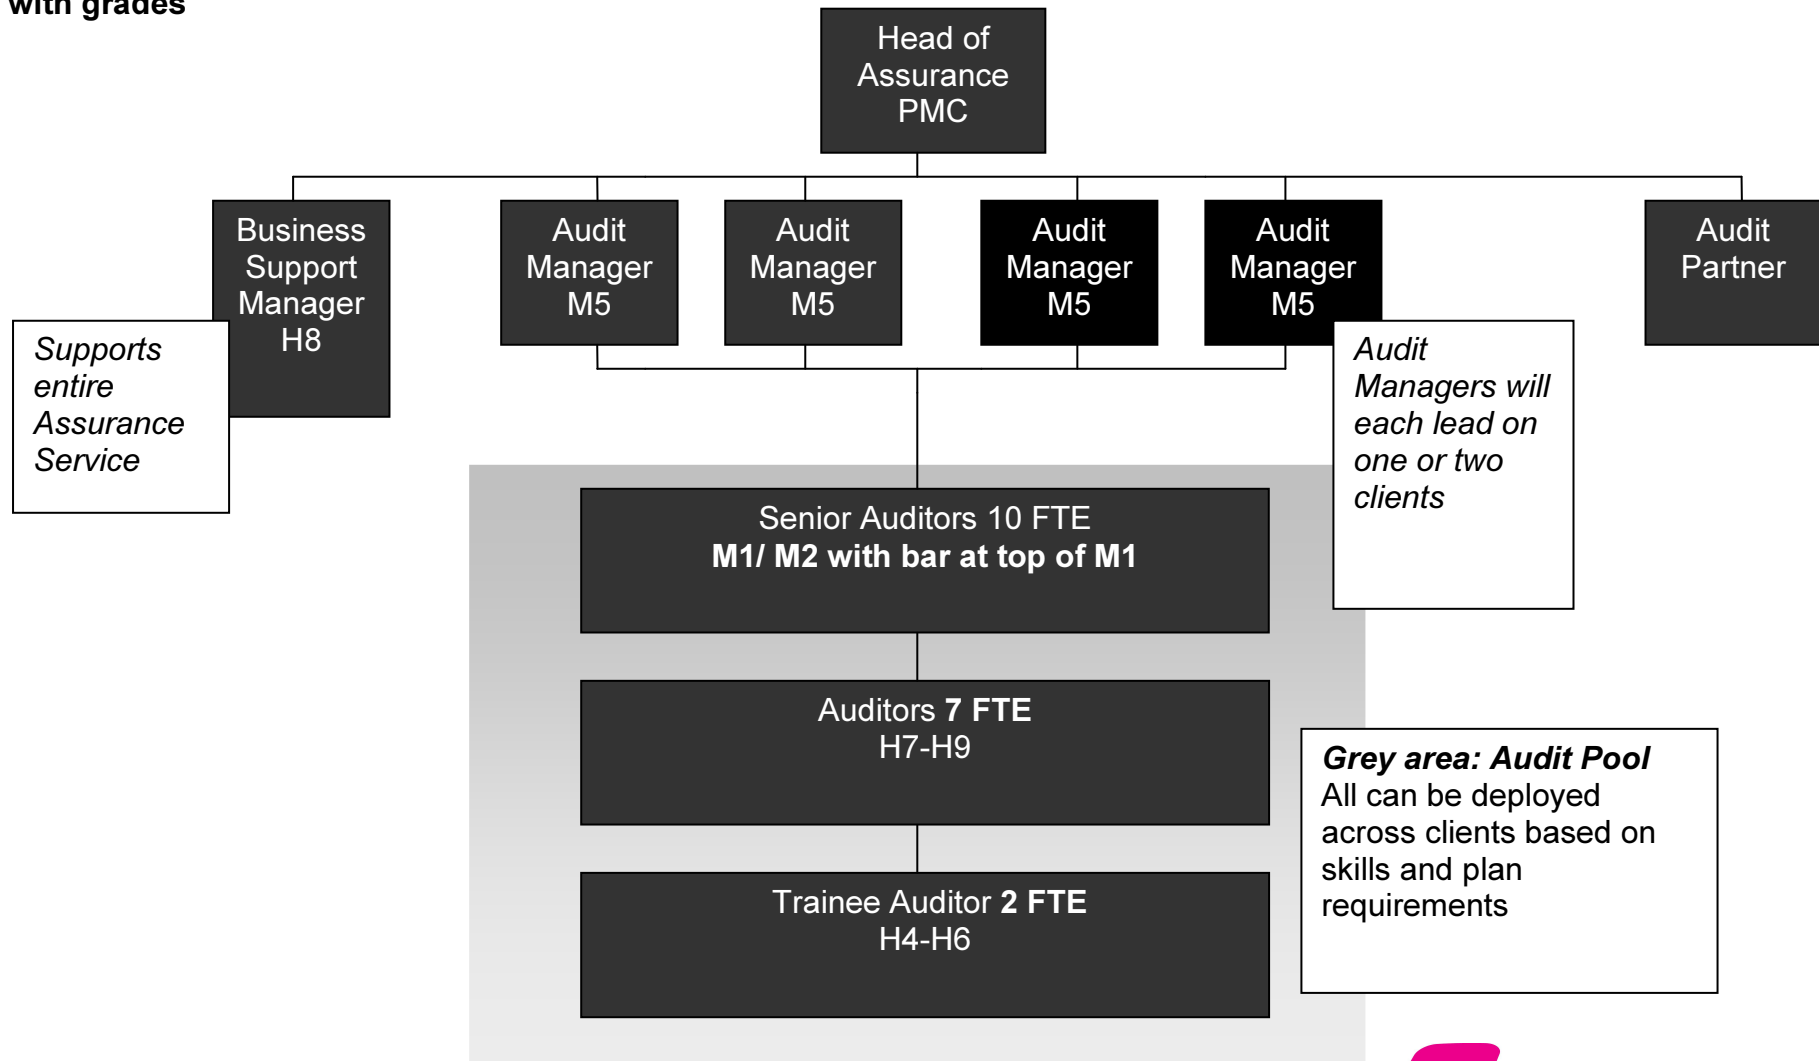 with grades
Head of
Assurance
PMC
Business
Support
Manager
H8
Audit
Manager
M5
Audit
Manager
M5
Audit
Manager
M5
Audit
Manager
M5
Audit
Partner
Supports
entire
Assurance
Service
Audit
Managers will
each lead on
one or two
clients
Senior Auditors 10 FTE
M1/ M2 with bar at top of M1
Auditors 7 FTE
H7-H9
Grey area: Audit Pool
All can be deployed
across clients based on
skills and plan
requirements
Trainee Auditor 2 FTE
H4-H6